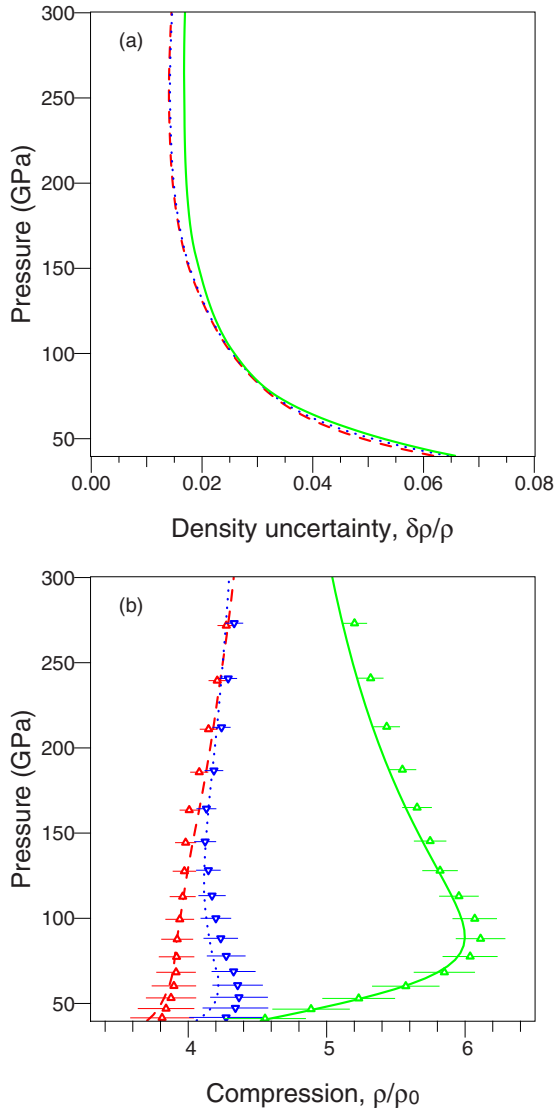 300
(a)
250
200
150
100
50
Pressure (GPa)
0.00 0.02 0.04 0.06 0.08
Density uncertainty, δρ/ρ
300
(b)
250
200
150
100
50
Pressure (GPa)
4 5 6
Compression, ρ/ρ0